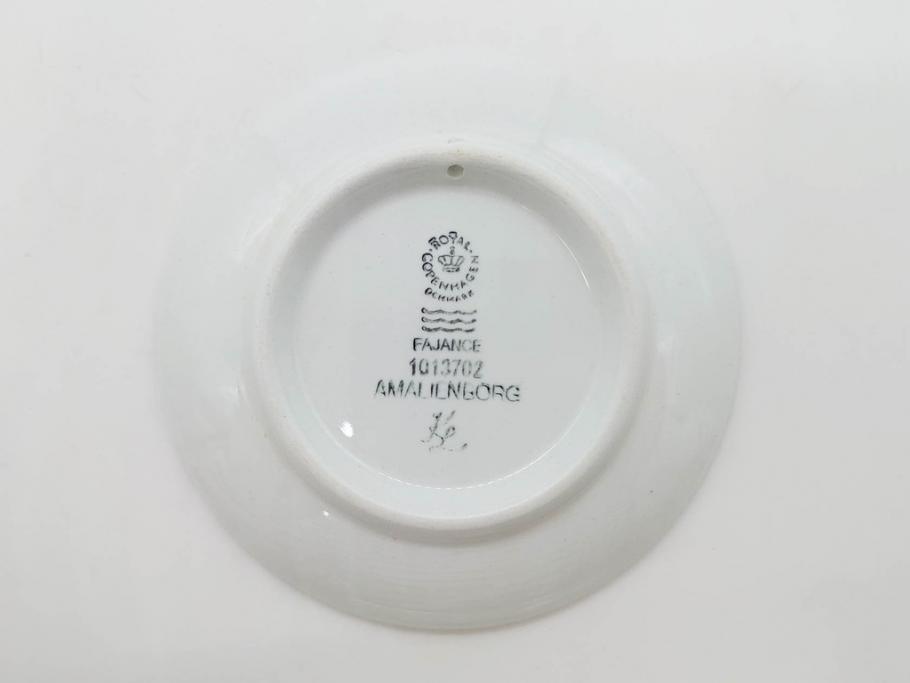 ROYAL
COPENHAGEN
DENMARK
FAJANCE
1013702
AMALIENBORG